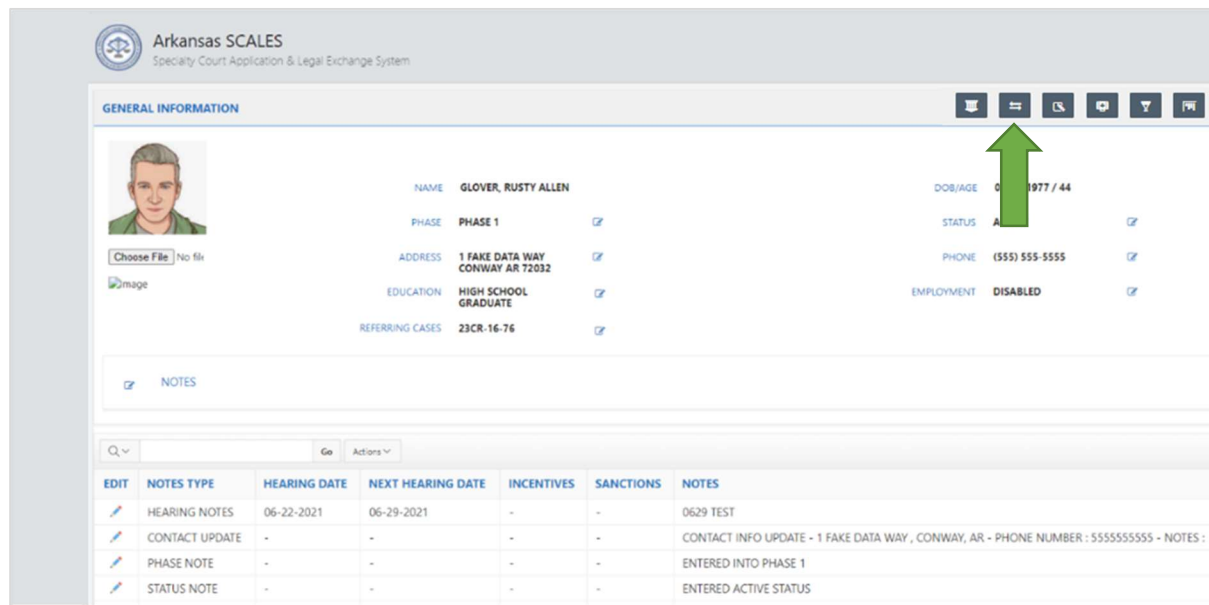 Arkansas SCALES
Specialty Court Application & Legal Exchange System
GENERAL INFORMATION
NAME GLOVER, RUSTY ALLEN DOB/AGE 0 1977 / 44
PHASE PHASE 1 STATUS A
Choose File No file ADDRESS 1 FAKE DATA WAY PHONE (555) 555-5555
CONWAY AR 72032
image
EDUCATION HIGH SCHOOL EMPLOYMENT DISABLED
GRADUATE
REFERRING CASES 23CR-16-76
NOTES
Go Actions
EDIT NOTES TYPE HEARING DATE NEXT HEARING DATE INCENTIVES SANCTIONS NOTES
HEARING NOTES 06-22-2021 06-29-2021 - - 0629 TEST
CONTACT UPDATE - - - - CONTACT INFO UPDATE - 1 FAKE DATA WAY , CONWAY, AR - PHONE NUMBER : 5555555555 - NOTES :
PHASE NOTE - - - - ENTERED INTO PHASE 1
STATUS NOTE - - - - ENTERED ACTIVE STATUS